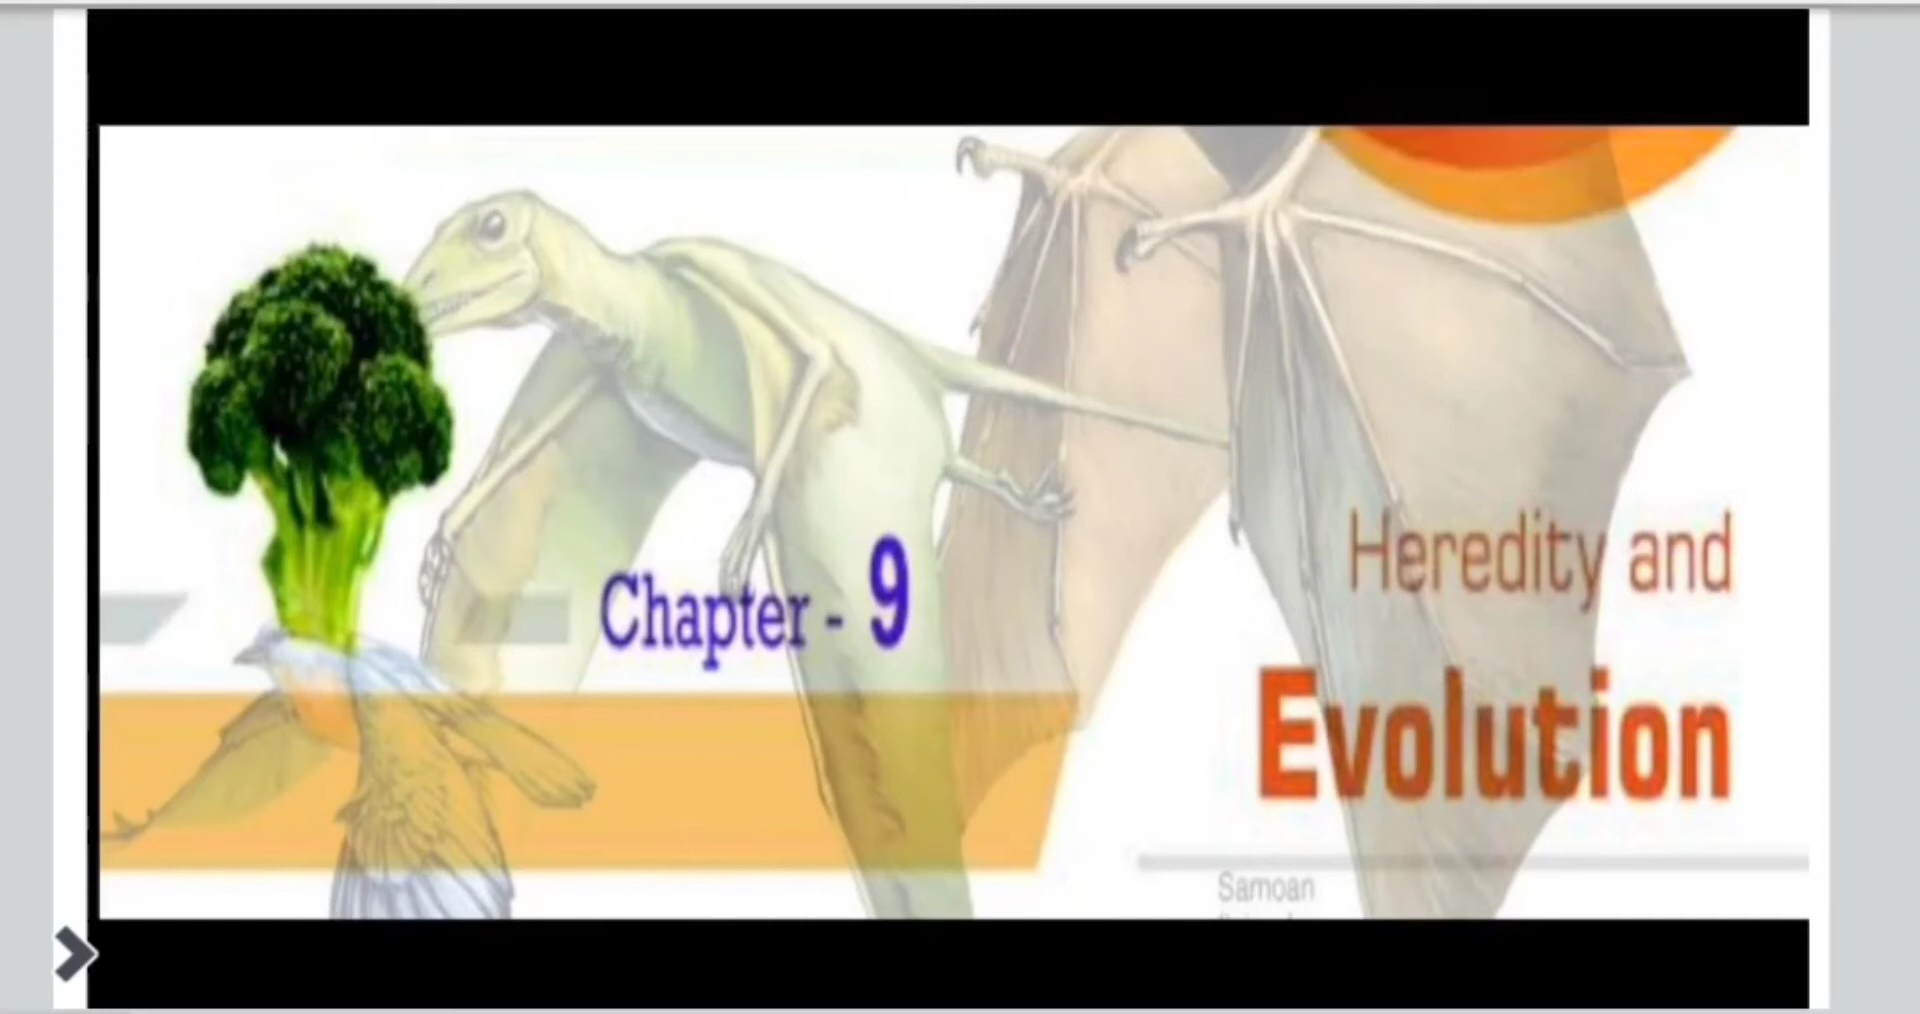 Chapter - 9
Heredity and
Evolution
Samoan